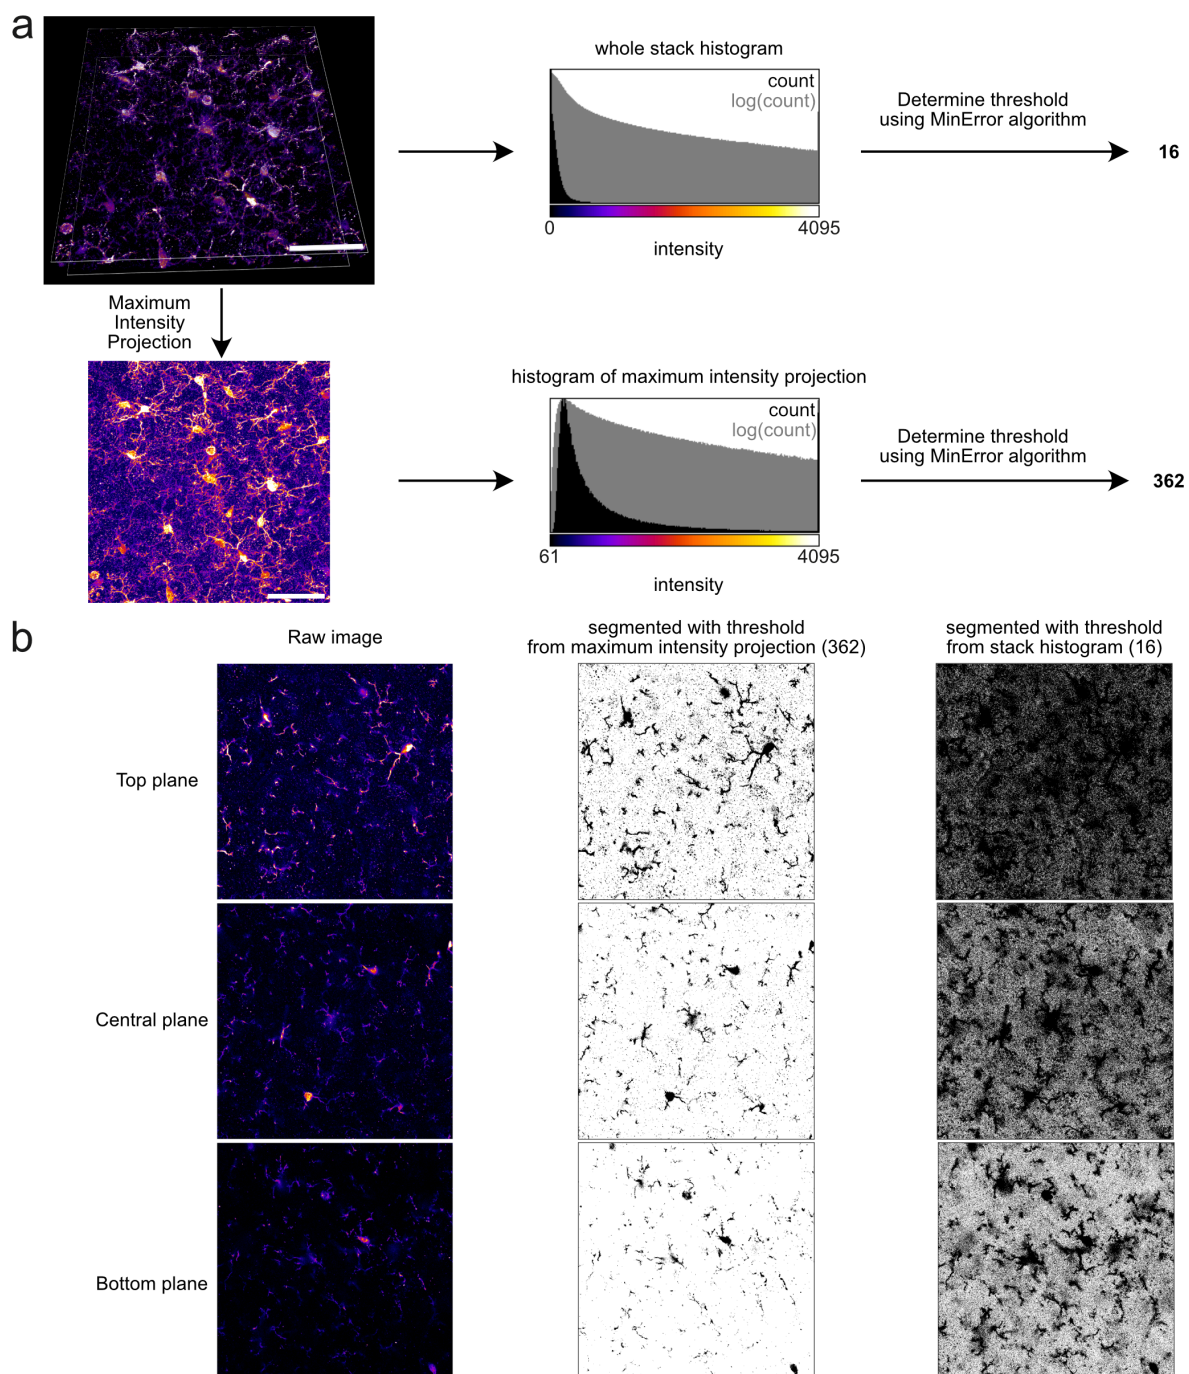 a
whole stack histogram
count
log(count)
Determine threshold
using MinError algorithm
16
0
4095
intensity
Maximum
Intensity
Projection
histogram of maximum intensity projection
count
log(count)
Determine threshold
using MinError algorithm
362
61
4095
intensity
b
Raw image
segmented with threshold
from maximum intensity projection (362)
segmented with threshold
from stack histogram (16)
Top plane
Central plane
Bottom plane